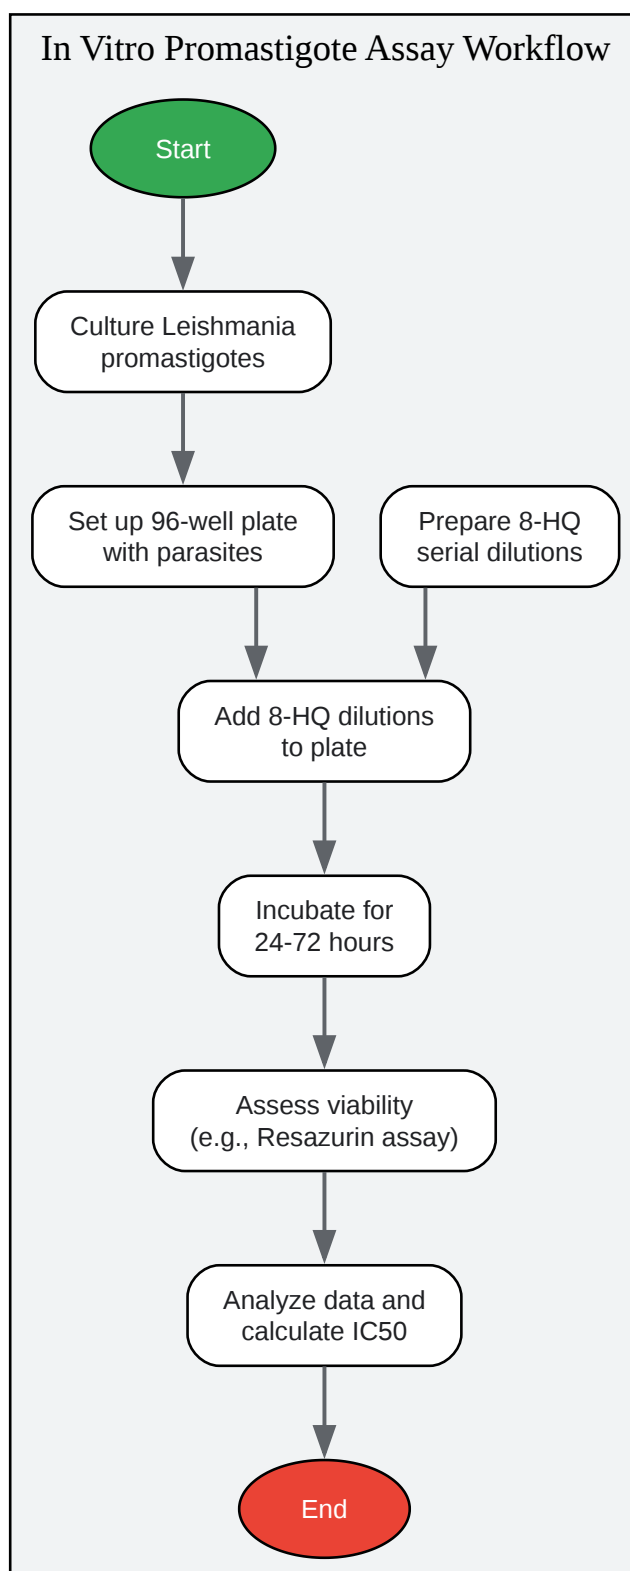 In Vitro Promastigote Assay Workflow
Start
Culture Leishmania
promastigotes
Set up 96-well plate
with parasites
Prepare 8-HQ
serial dilutions
Add 8-HQ dilutions
to plate
Incubate for
24-72 hours
Assess viability
(e.g., Resazurin assay)
Analyze data and
calculate IC50
End